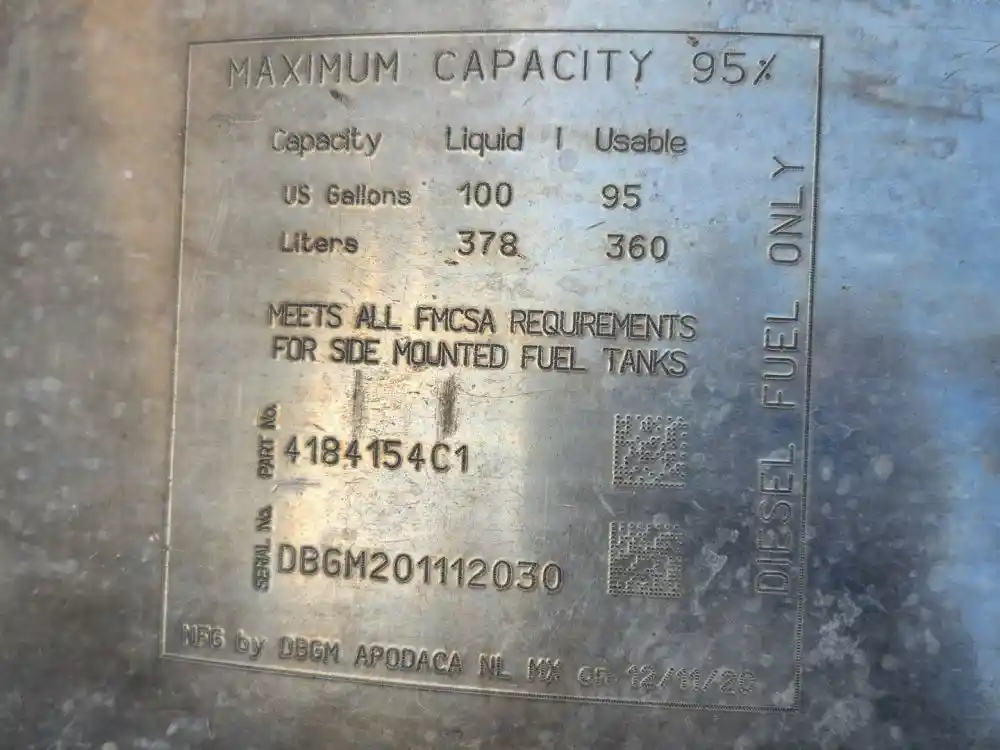 MAXIMUM CAPACITY 95%
Capacity Liquid | Usable
US Gallons 100 95
Liters 378 360
MEETS ALL FMCSA REQUIREMENTS
FOR SIDE MOUNTED FUEL TANKS
PART No. 4184154C1
SERIAL No. DBGM201112030
MFG by DBGM APODACA NL MX on 12/11/20
DIESEL FUEL ONLY